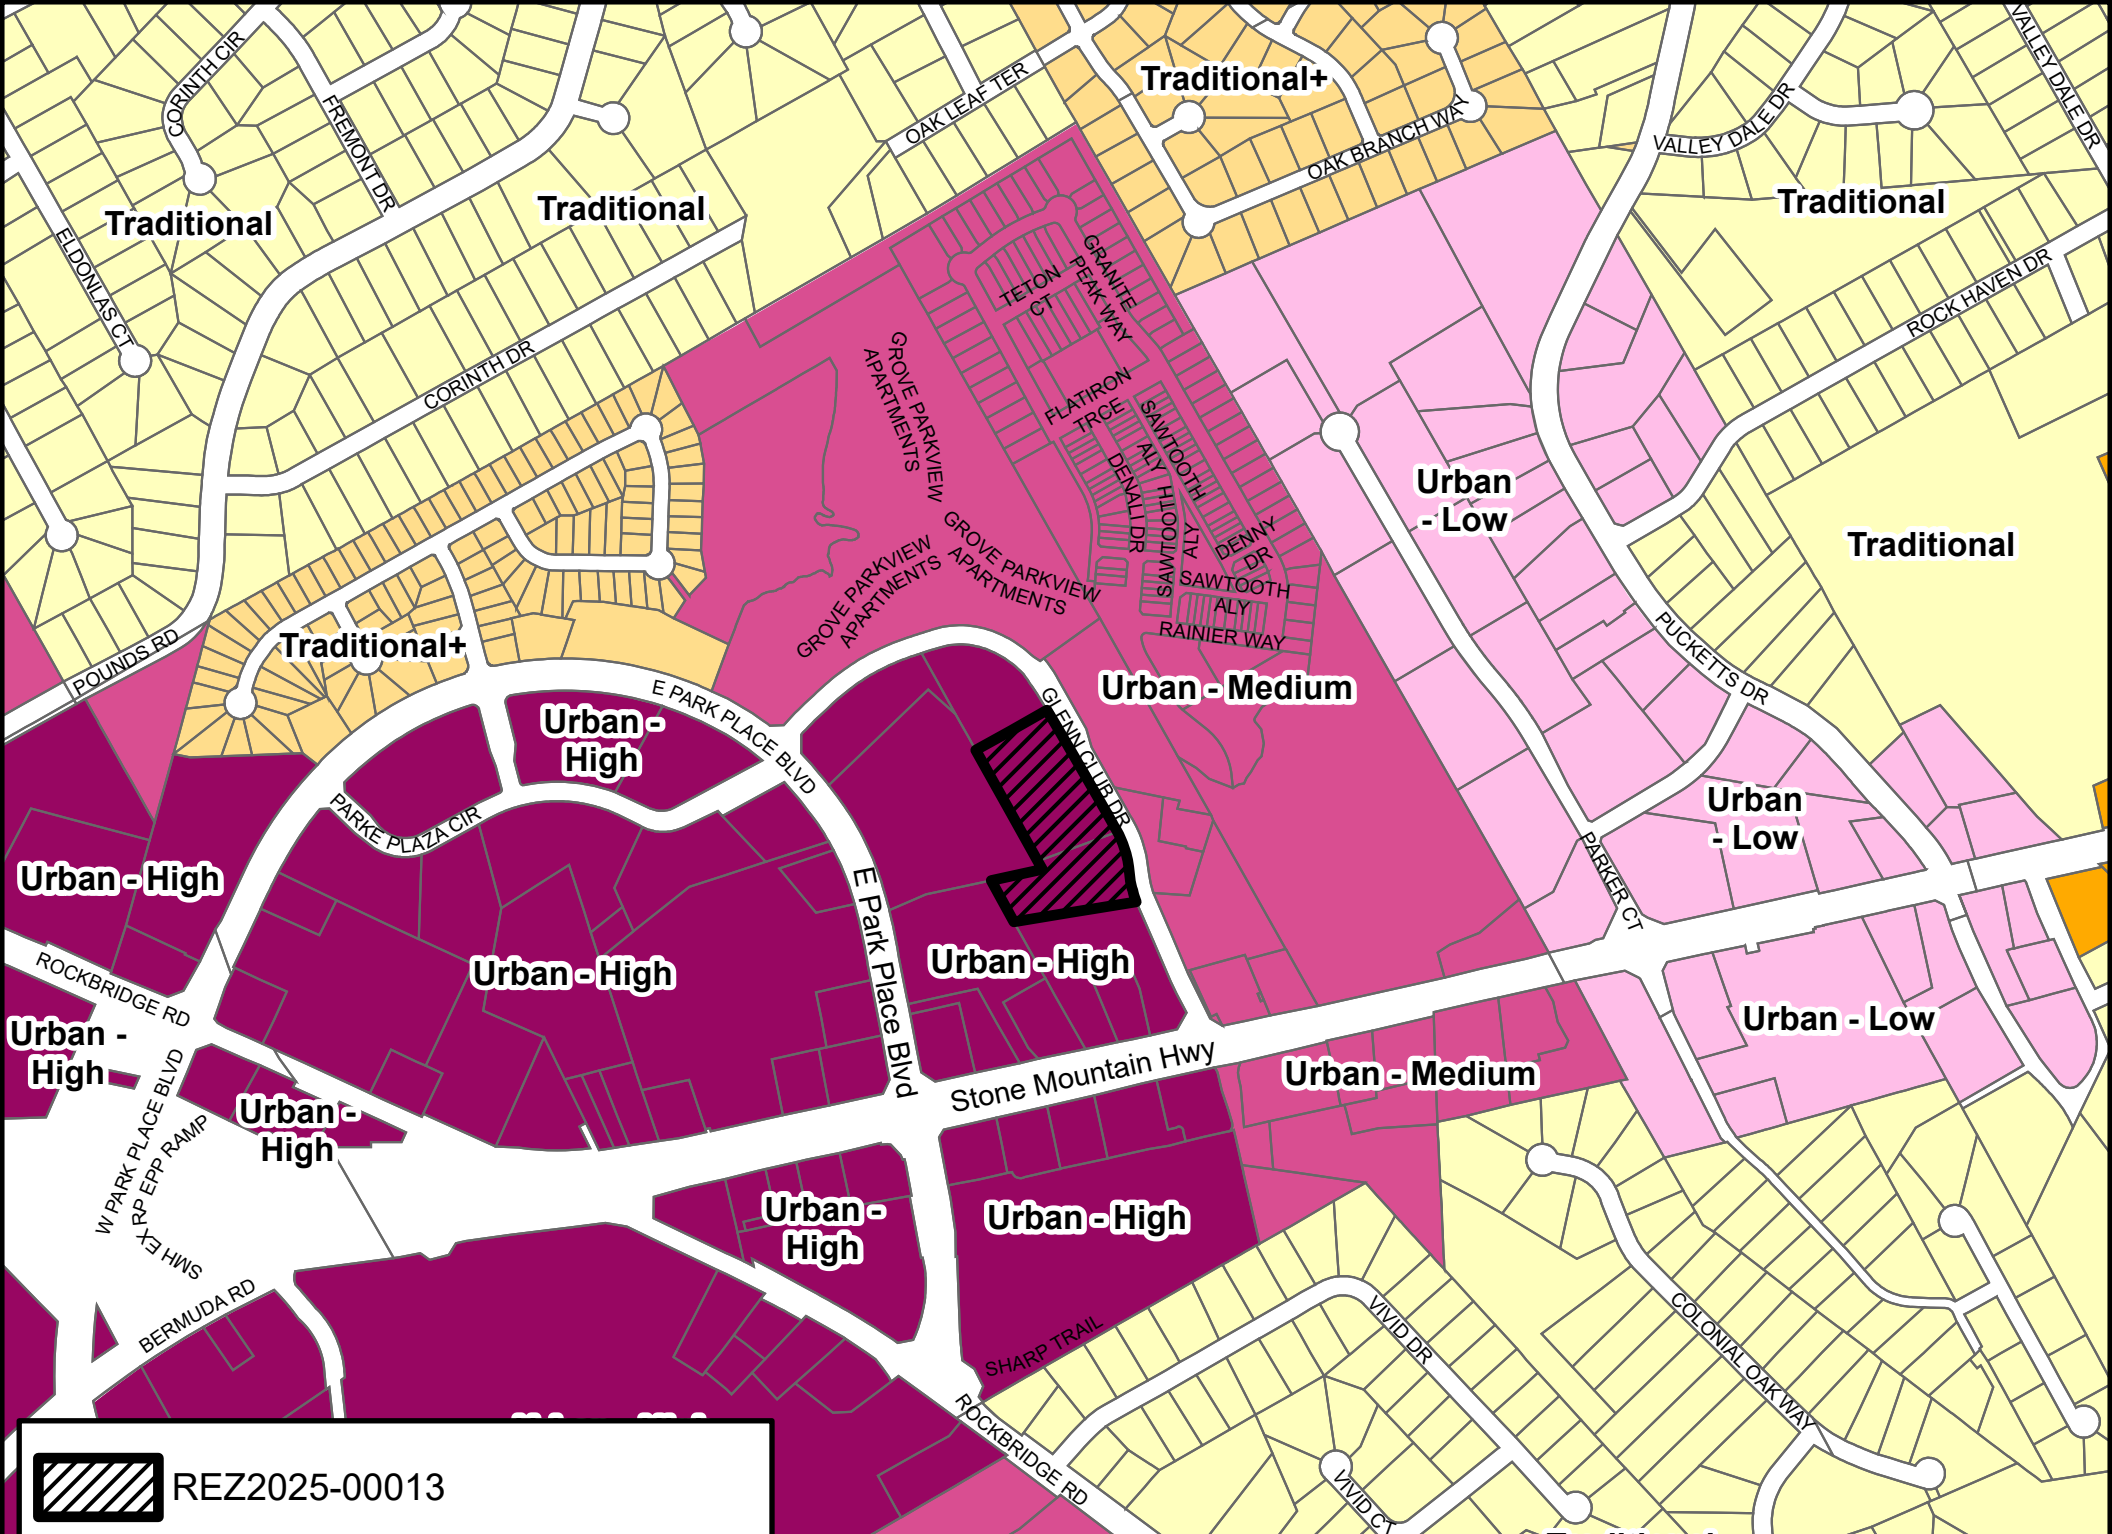 CORINTH CIR
FREMONT DR
OAK LEAF TER
Traditional+
OAK BRANCH WAY
VALLEY DALE DR
VALLEY DALE DR
Traditional
Traditional
Traditional
ELDONLAS CT
GRANITE
PEAK WAY
TETON
CT
ROCK HAVEN DR
CORINTH DR
GROVE PARKVIEW
APARTMENTS
FLATIRON
TRCE
SAWTOOTH
ALY
DENALI DR
SAWTOOTH
ALY
DENNY
DR
SAWTOOTH
ALY
RAINIER WAY
GROVE PARKVIEW
APARTMENTS
GROVE PARKVIEW
APARTMENTS
Urban
- Low
Traditional
POUNDS RD
Traditional+
PUCKETTS DR
E PARK PLACE BLVD
Urban - Medium
GLENN CLUB DR
Urban -
High
PARKE PLAZA CIR
Urban
- Low
PARKER CT
Urban - High
E Park Place Blvd
Urban - High
Urban - High
ROCKBRIDGE RD
Urban -
High
Urban - Low
Stone Mountain Hwy
Urban - Medium
W PARK PLACE BLVD
Urban -
High
SMH EX RP EPP RAMP
Urban -
High
Urban - High
BERMUDA RD
SHARP TRAIL
VIVID DR
COLONIAL OAK WAY
ROCKBRIDGE RD
VIVID CT
REZ2025-00013